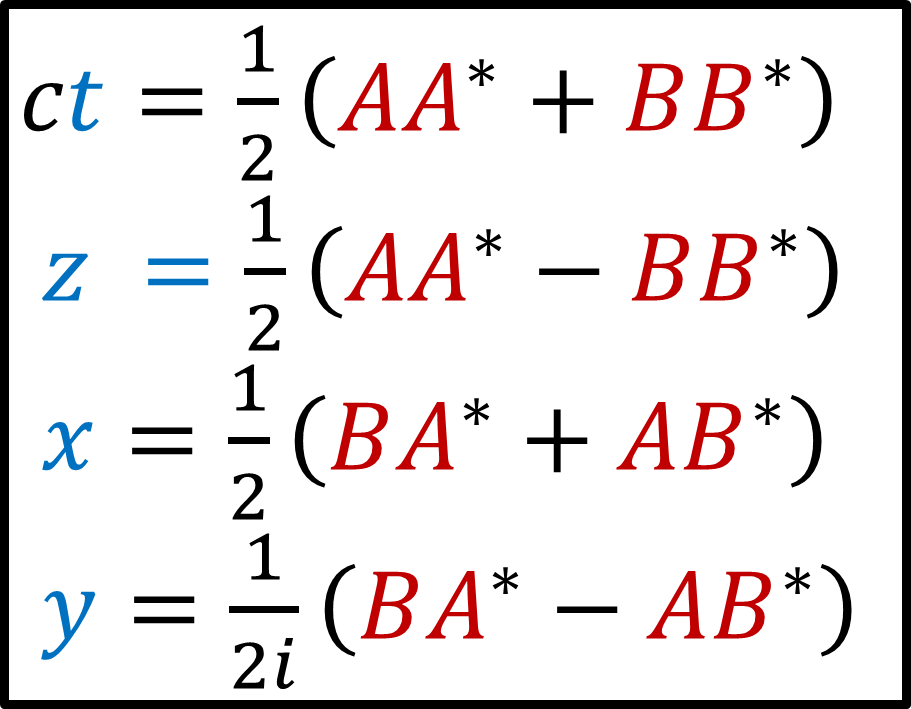 ct = 1/2 (AA* + BB*)
z = 1/2 (AA* − BB*)
x = 1/2 (BA* + AB*)
y = 1/2i (BA* − AB*)